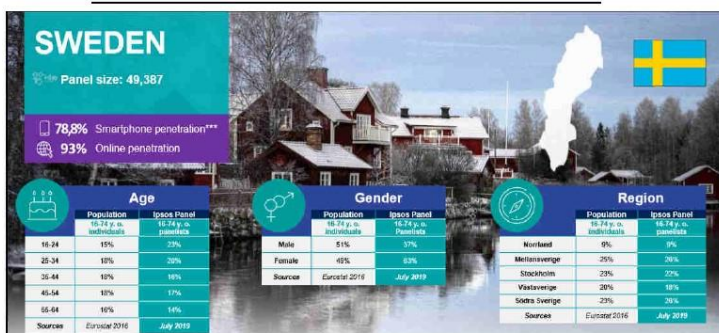 SWEDEN
Panel size: 49,387
78,8% Smartphone penetration***
93% Online penetration
Age
Population Ipsos Panel
16-74 y. o. individuals 16-74 y. o. panelists
16-24 15% 23%
25-34 18%
35-44 18% 16%
45-54 18% 17%
55-64 16% 14%
Sources Eurostat 2016 July 2019
Gender
Population Ipsos Panel
16-74 y. o. individuals 16-74 y. o. Panelists
Male 51% 37%
Female 63%
Sources Eurostat 2016 July 2019
Region
Population Ipsos Panel
16-74 y. o. individuals 16-74 y. o. panelists
Norrland 9% 9%
Mellansverige 25%
Stockholm 23% 22%
Västsverige 20% 18%
Södra Sverige 23%
Sources Eurostat 2016 July 2019